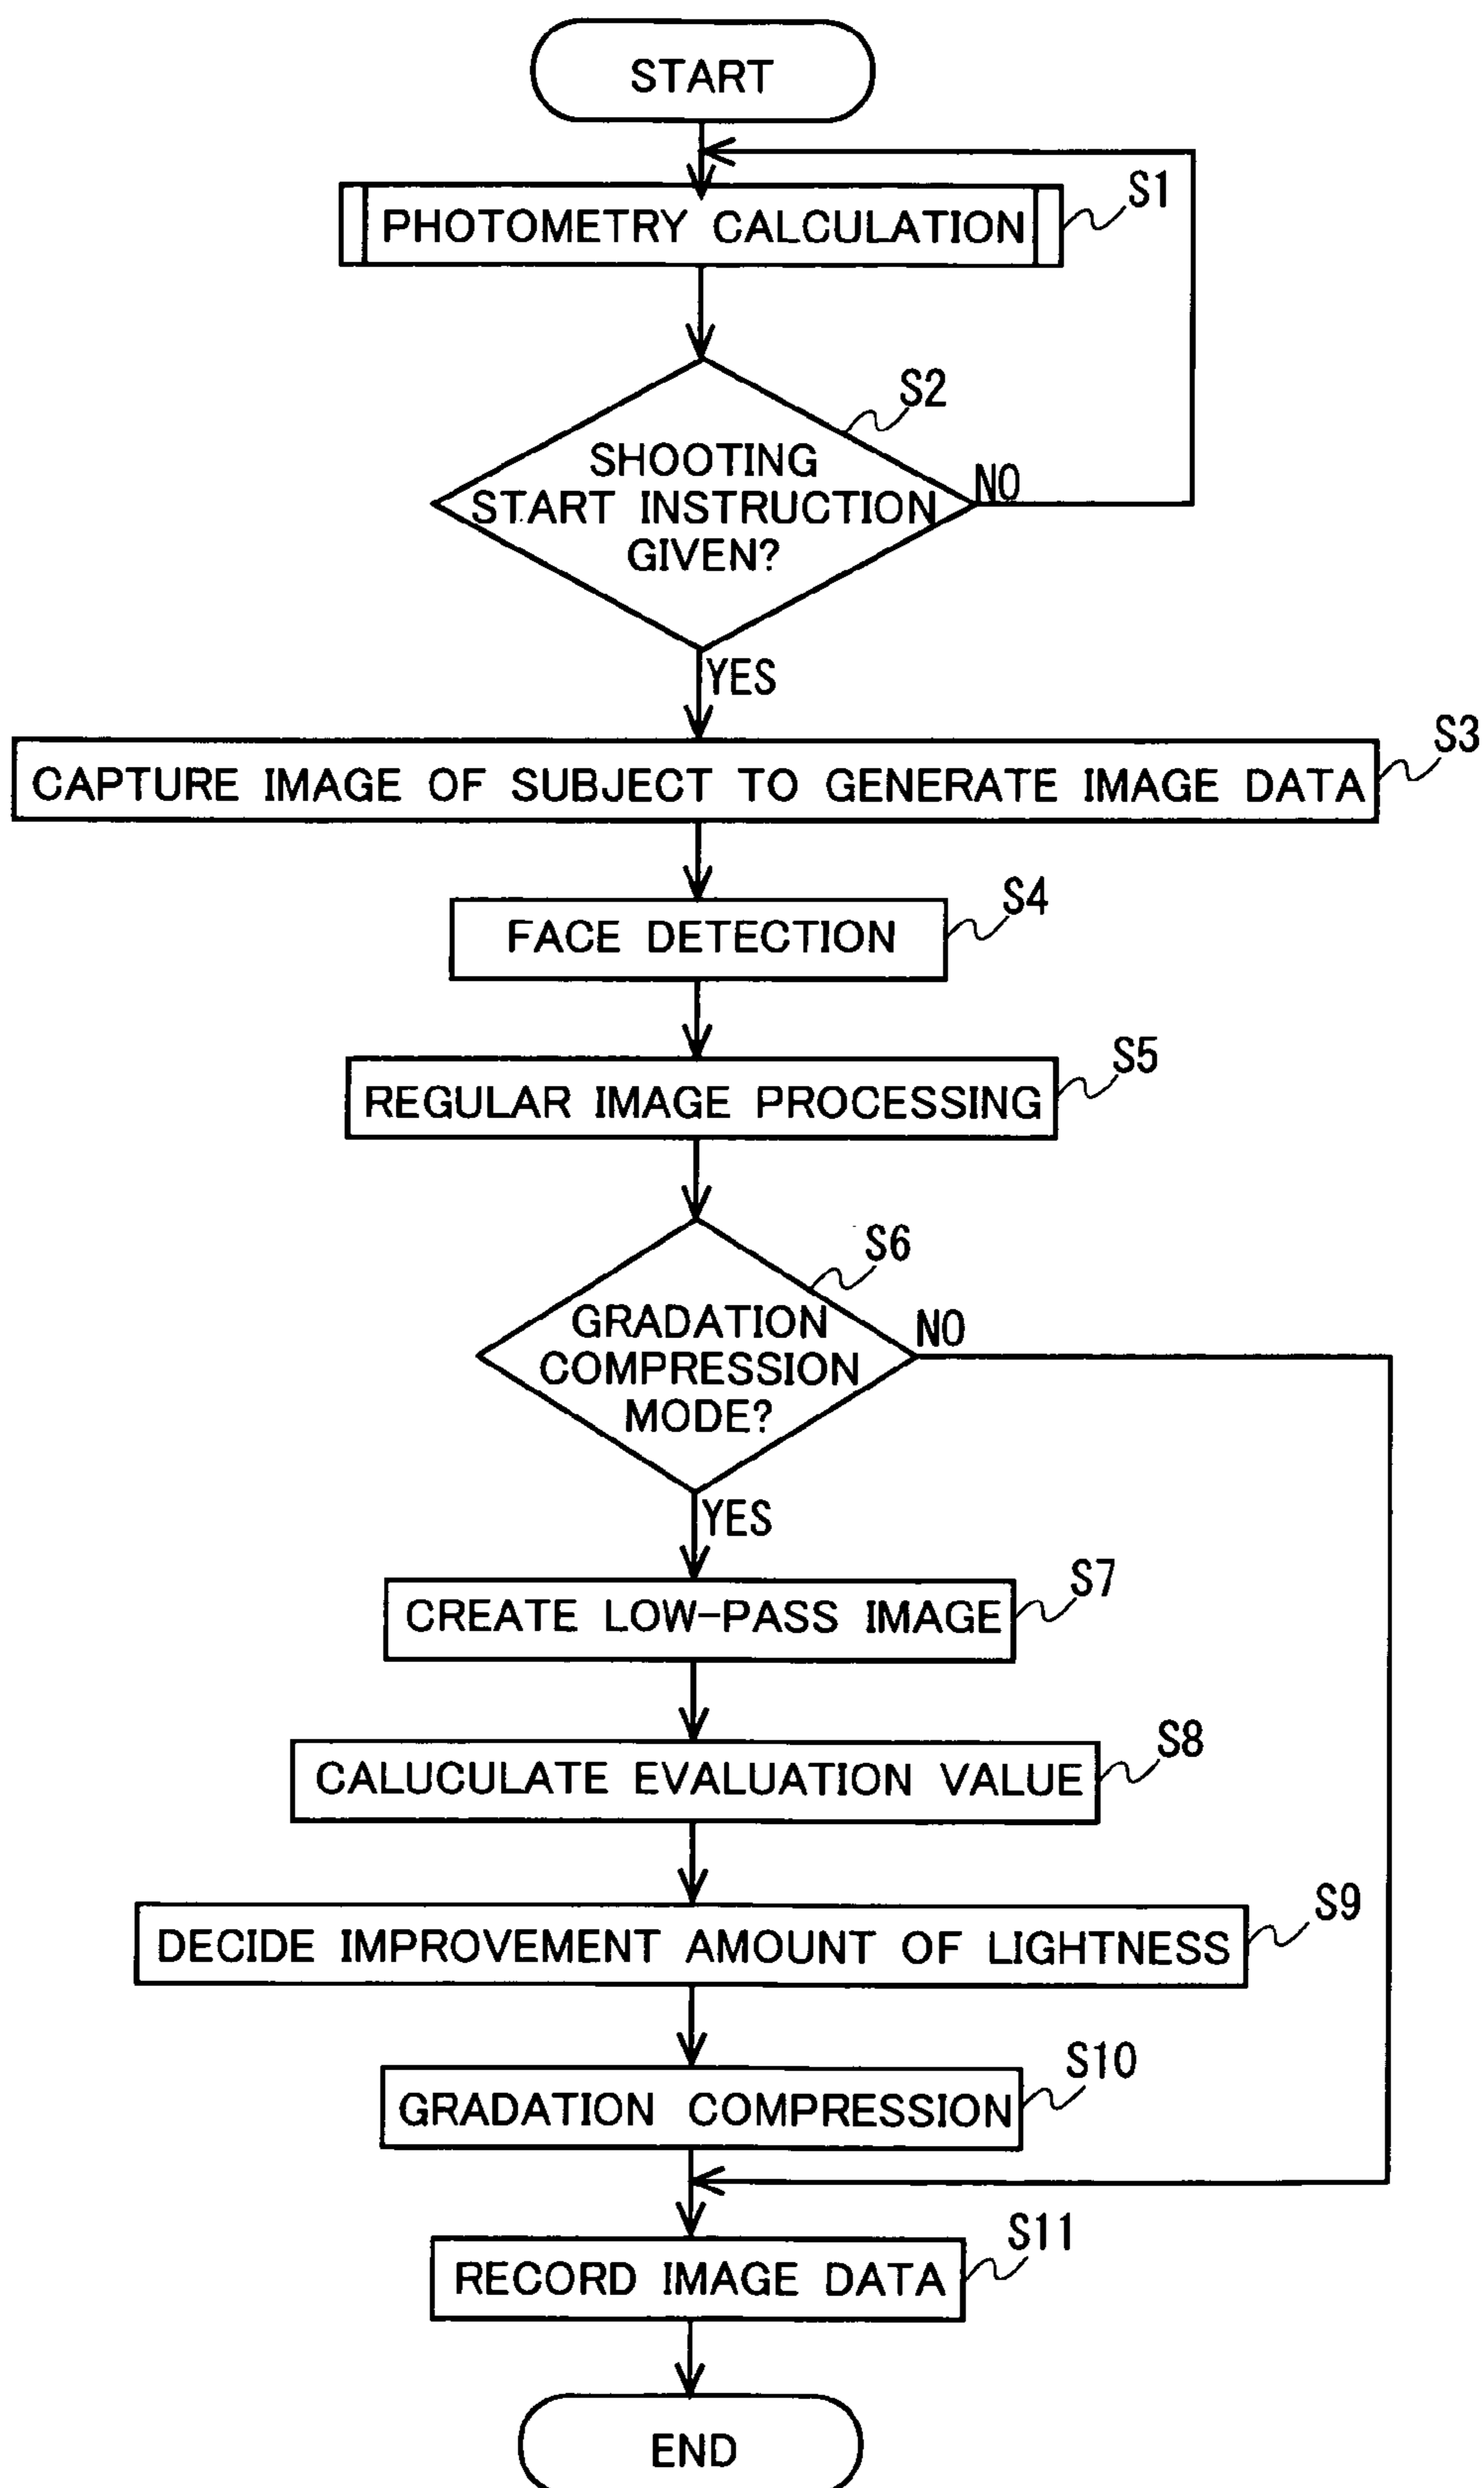 START
PHOTOMETRY CALCULATION
S1
S2
SHOOTING
START INSTRUCTION
GIVEN?
NO
YES
S3
CAPTURE IMAGE OF SUBJECT TO GENERATE IMAGE DATA
S4
FACE DETECTION
S5
REGULAR IMAGE PROCESSING
S6
GRADATION
COMPRESSION
MODE?
NO
YES
S7
CREATE LOW-PASS IMAGE
S8
CALUCULATE EVALUATION VALUE
S9
DECIDE IMPROVEMENT AMOUNT OF LIGHTNESS
S10
GRADATION COMPRESSION
S11
RECORD IMAGE DATA
END